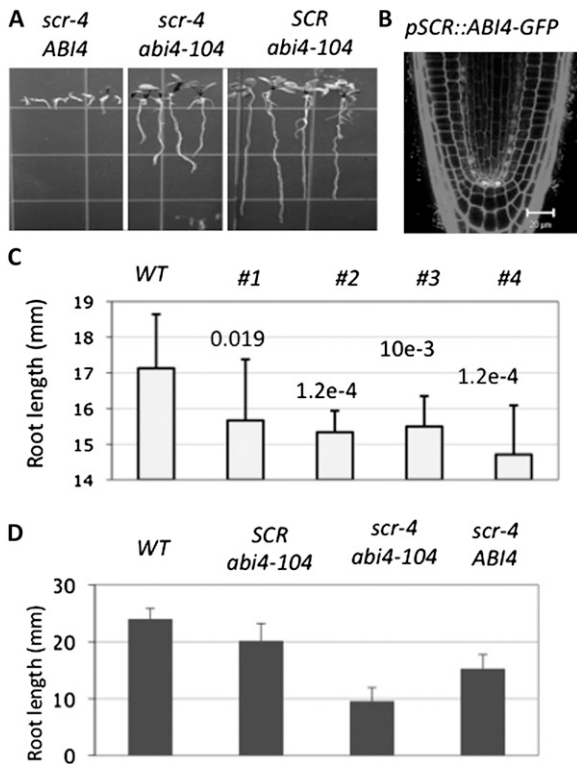 A
scr-4 ABI4
scr-4 abi4-104
SCR abi4-104
B
pSCR::ABI4-GFP
20 µm
C
WT #1 #2 #3 #4
Root length (mm)
19
18
17
16
15
14
0.019
1.2e-4
10e-3
1.2e-4
D
WT
SCR abi4-104
scr-4 abi4-104
scr-4 ABI4
Root length (mm)
30
20
10
0